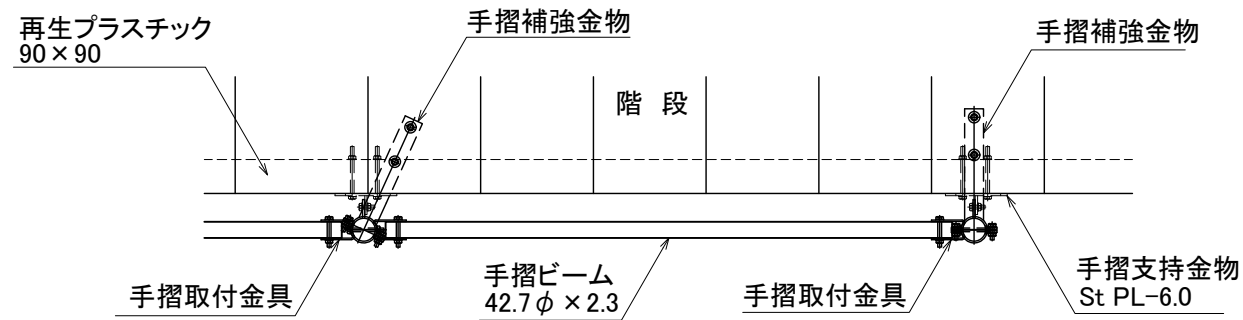 再生プラスチック
90×90
手摺補強金物
手摺補強金物
階 段
手摺取付金具
手摺ビーム
42.7φ×2.3
手摺取付金具
手摺支持金物
St PL-6.0